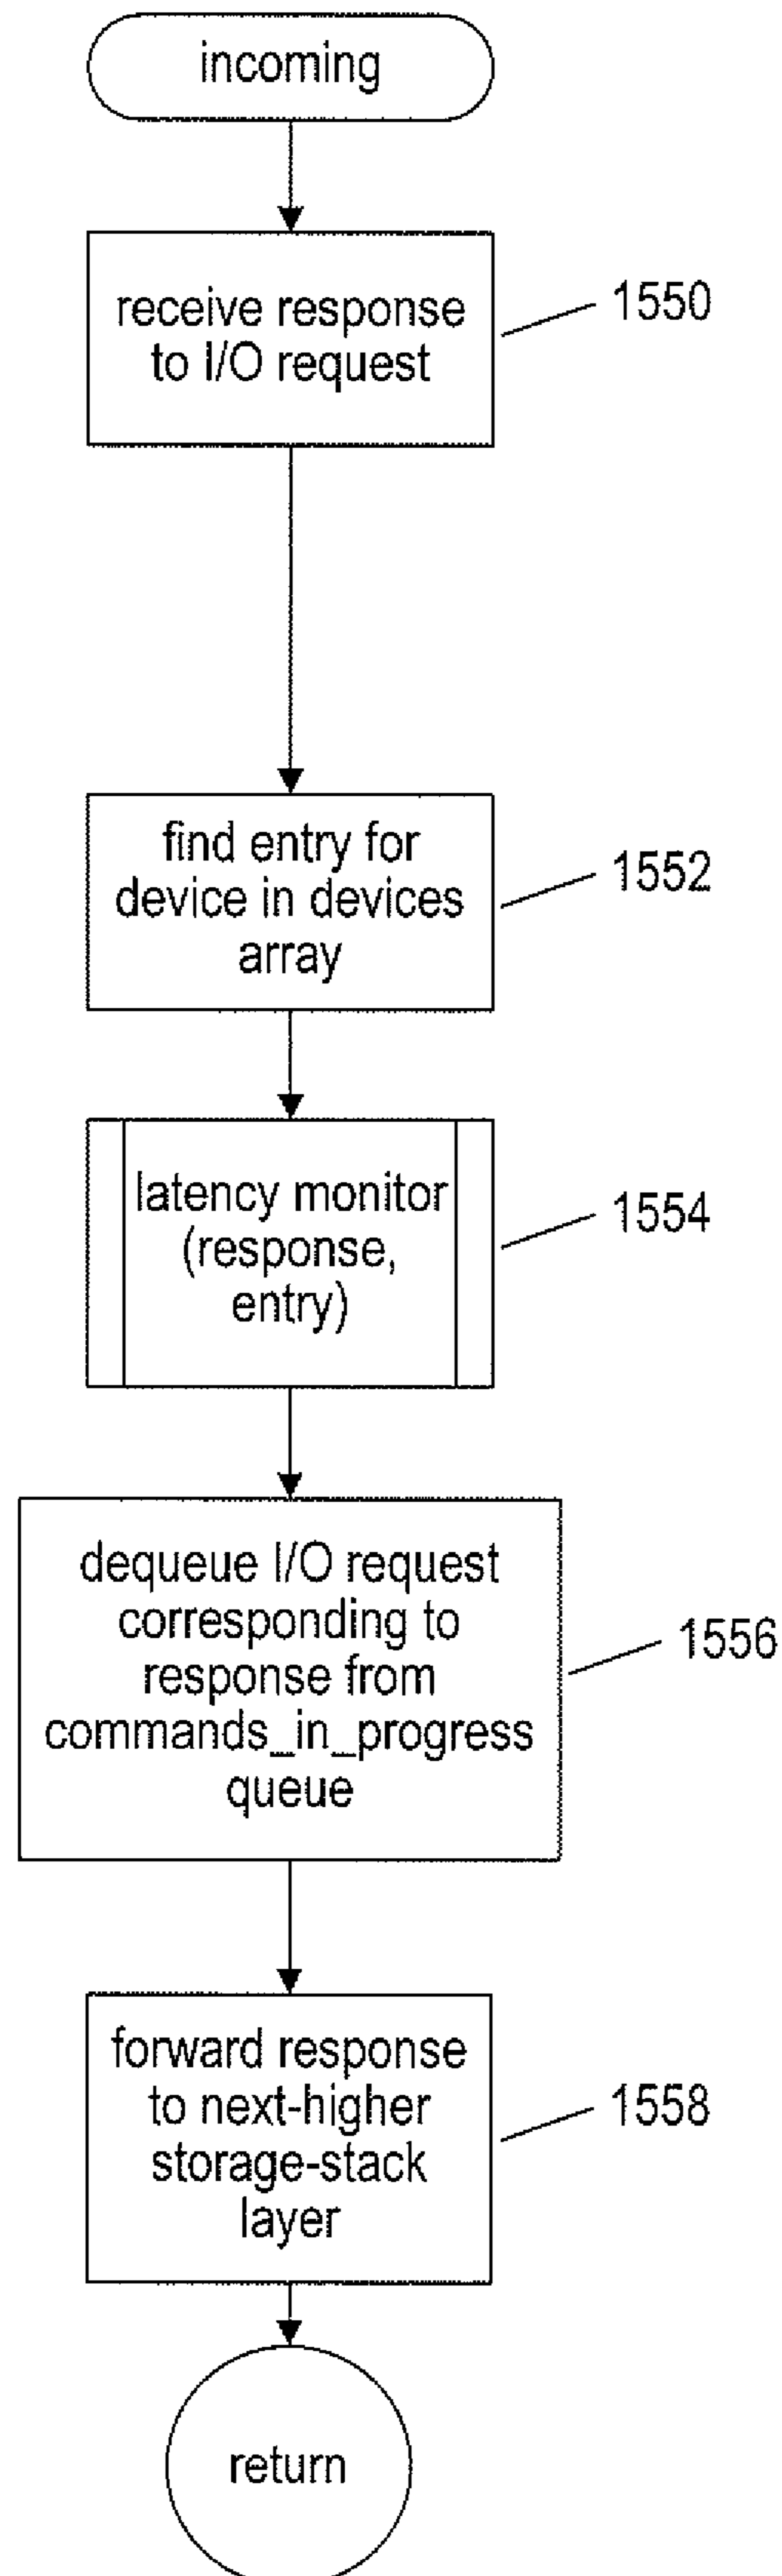 incoming
receive response
to I/O request
1550
find entry for
device in devices
array
1552
latency monitor
(response,
entry)
1554
dequeue I/O request
corresponding to
response from
commands_in_progress
queue
1556
forward response
to next-higher
storage-stack
layer
1558
return